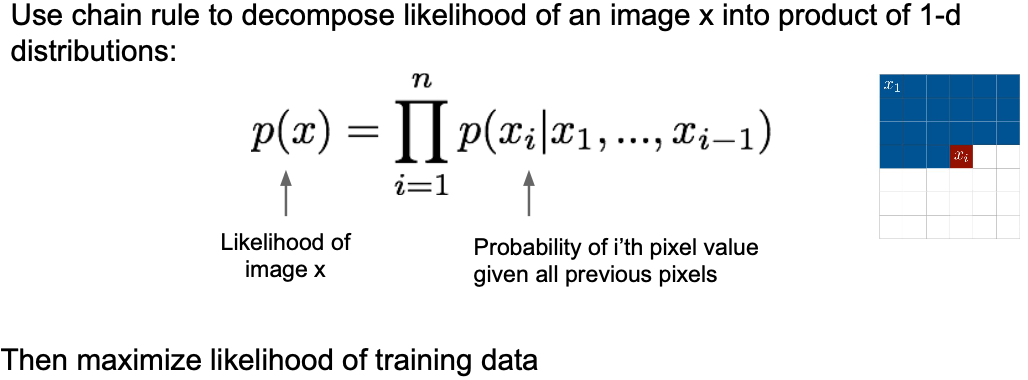 Use chain rule to decompose likelihood of an image x into product of 1-d
distributions:
p(x) = ∏_{i=1}^{n} p(x_i|x_1, ..., x_{i−1})
x_1
x_i
Likelihood of
image x
Probability of i’th pixel value
given all previous pixels
Then maximize likelihood of training data